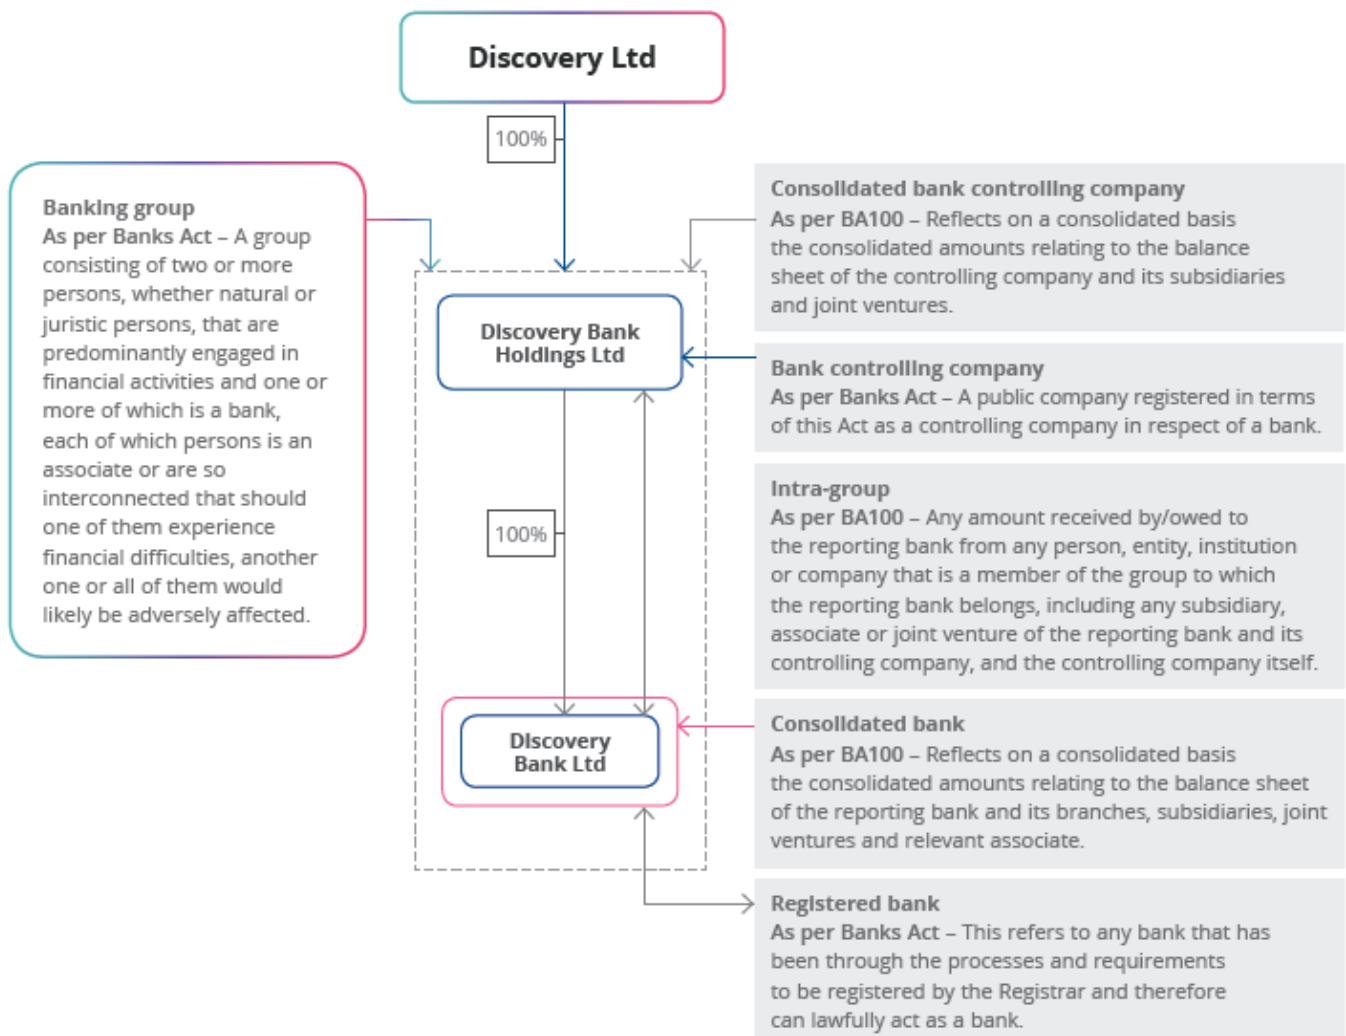 Discovery Ltd
100%
Banking group
As per Banks Act – A group
consisting of two or more
persons, whether natural or
juristic persons, that are
predominantly engaged in
financial activities and one or
more of which is a bank,
each of which persons is an
associate or are so
interconnected that should
one of them experience
financial difficulties, another
one or all of them would
likely be adversely affected.
Discovery Bank
Holdings Ltd
100%
Discovery
Bank Ltd
Consolidated bank controlling company
As per BA100 – Reflects on a consolidated basis
the consolidated amounts relating to the balance
sheet of the controlling company and its subsidiaries
and joint ventures.
Bank controlling company
As per Banks Act – A public company registered in terms
of this Act as a controlling company in respect of a bank.
Intra-group
As per BA100 – Any amount received by/owed to
the reporting bank from any person, entity, institution
or company that is a member of the group to which
the reporting bank belongs, including any subsidiary,
associate or joint venture of the reporting bank and its
controlling company, and the controlling company itself.
Consolidated bank
As per BA100 – Reflects on a consolidated basis
the consolidated amounts relating to the balance sheet
of the reporting bank and its branches, subsidiaries, joint
ventures and relevant associate.
Registered bank
As per Banks Act – This refers to any bank that has
been through the processes and requirements
to be registered by the Registrar and therefore
can lawfully act as a bank.